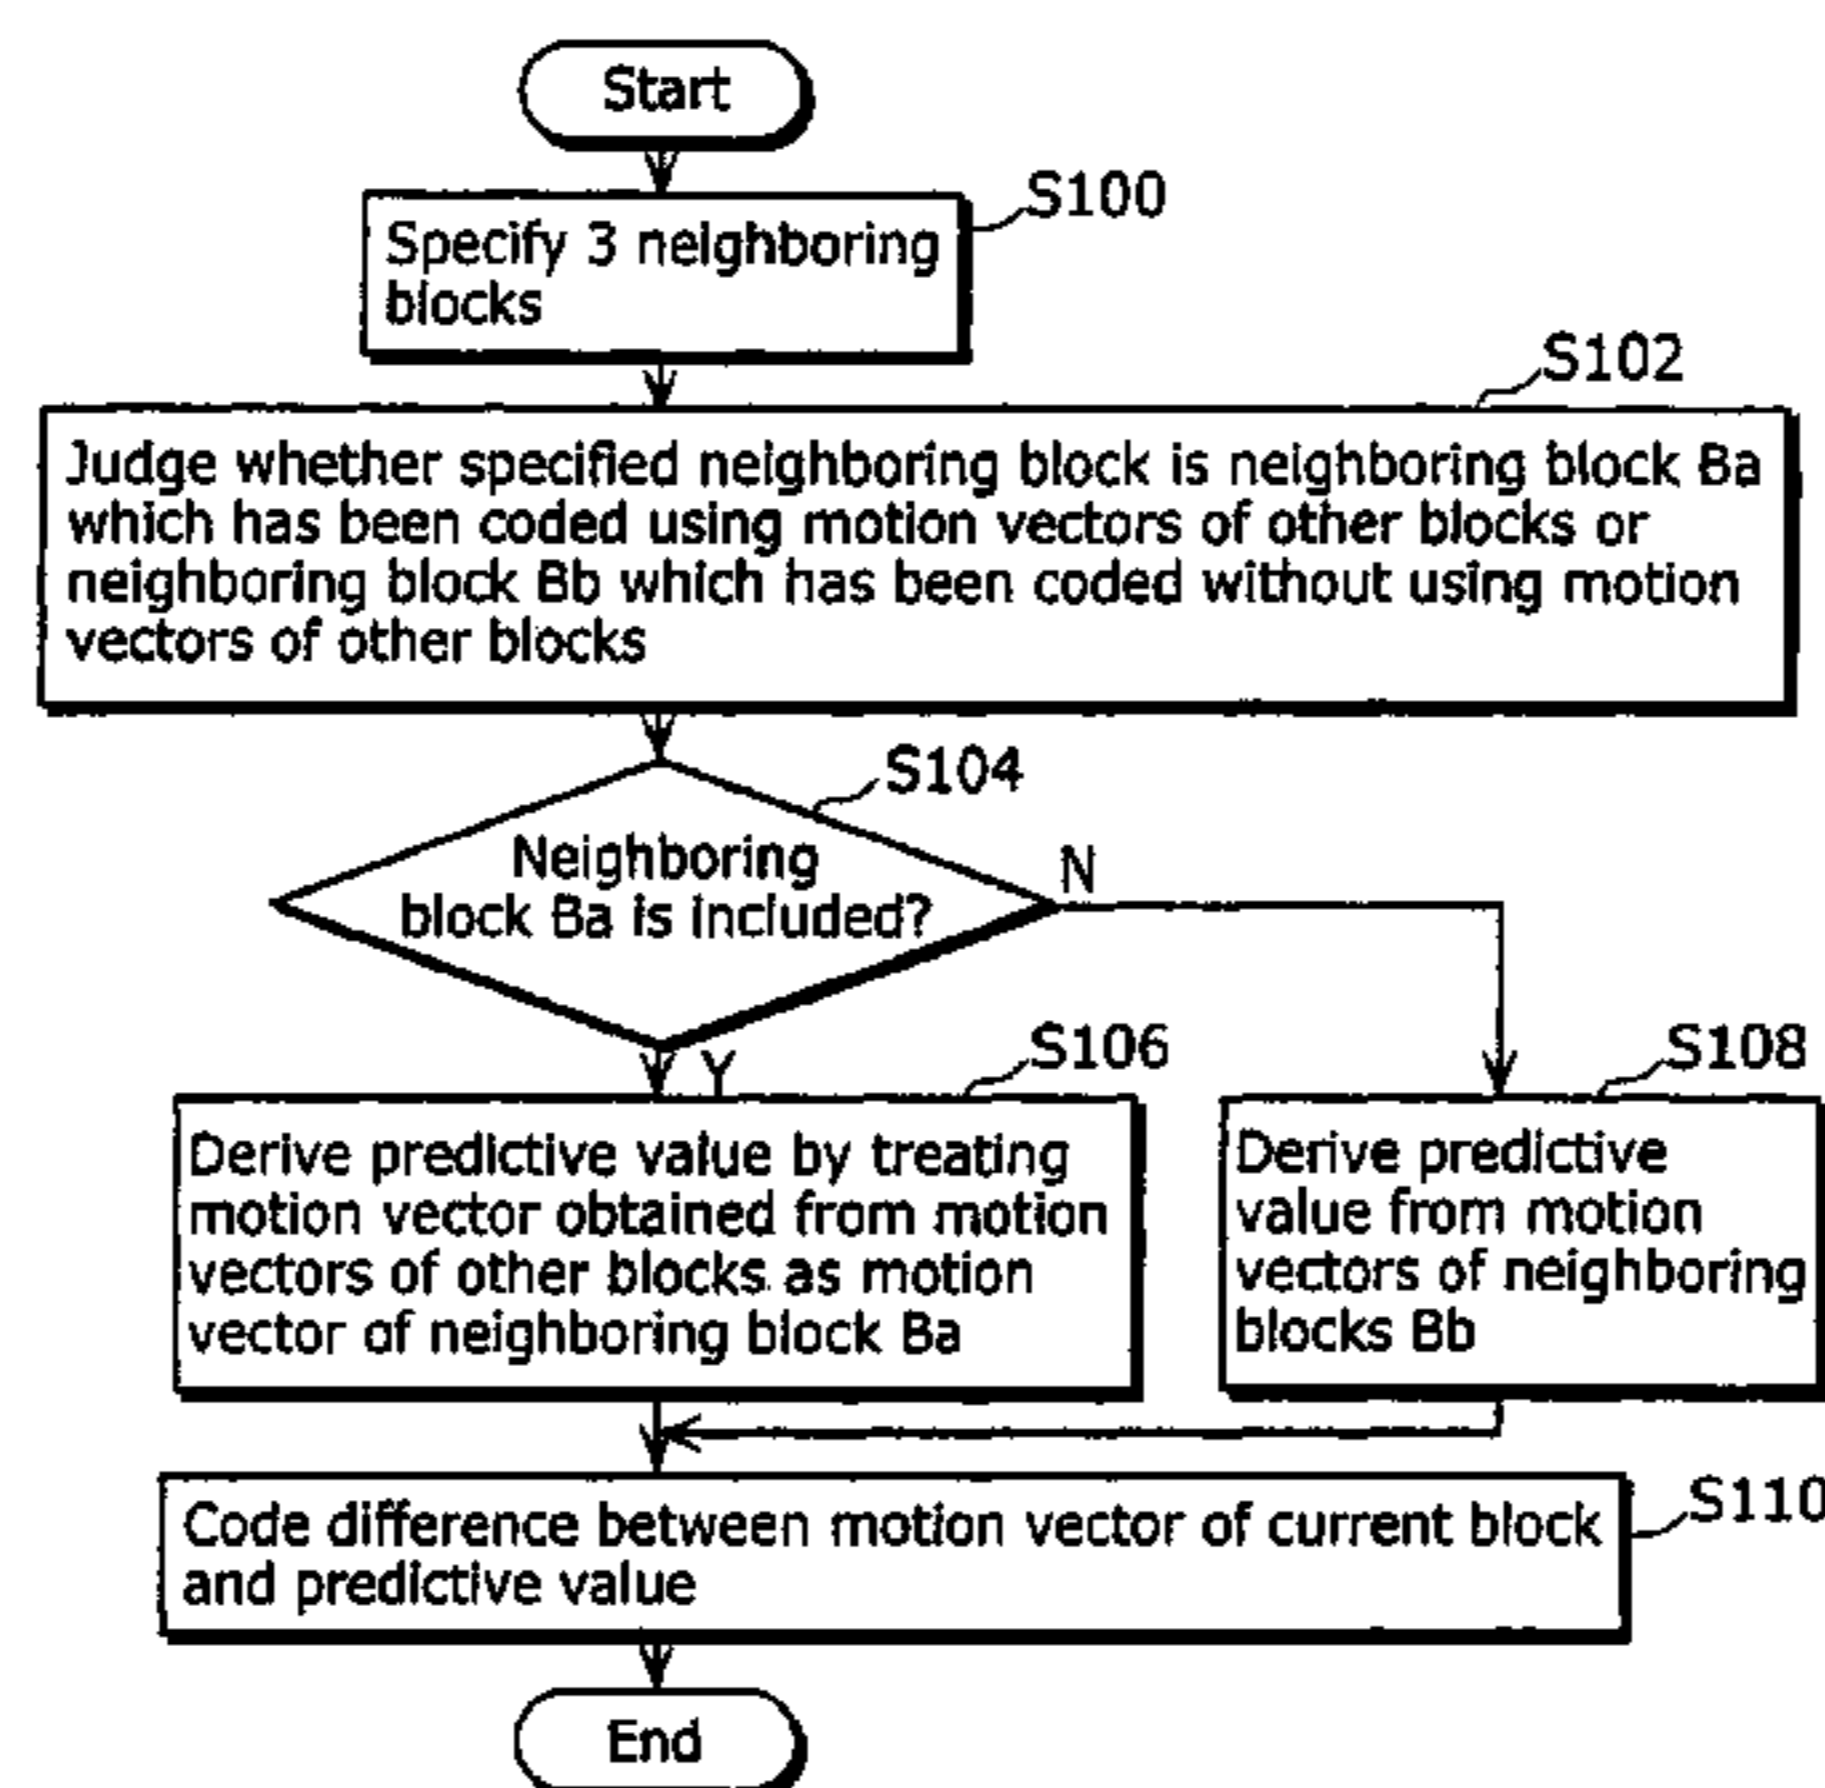 Start
S100
Specify 3 neighboring
blocks
S102
Judge whether specified neighboring block is neighboring block Ba
which has been coded using motion vectors of other blocks or
neighboring block Bb which has been coded without using motion
vectors of other blocks
S104
Neighboring
block Ba is included?
N
Y
S106
Derive predictive value by treating
motion vector obtained from motion
vectors of other blocks as motion
vector of neighboring block Ba
S108
Derive predictive
value from motion
vectors of neighboring
blocks Bb
S110
Code difference between motion vector of current block
and predictive value
End